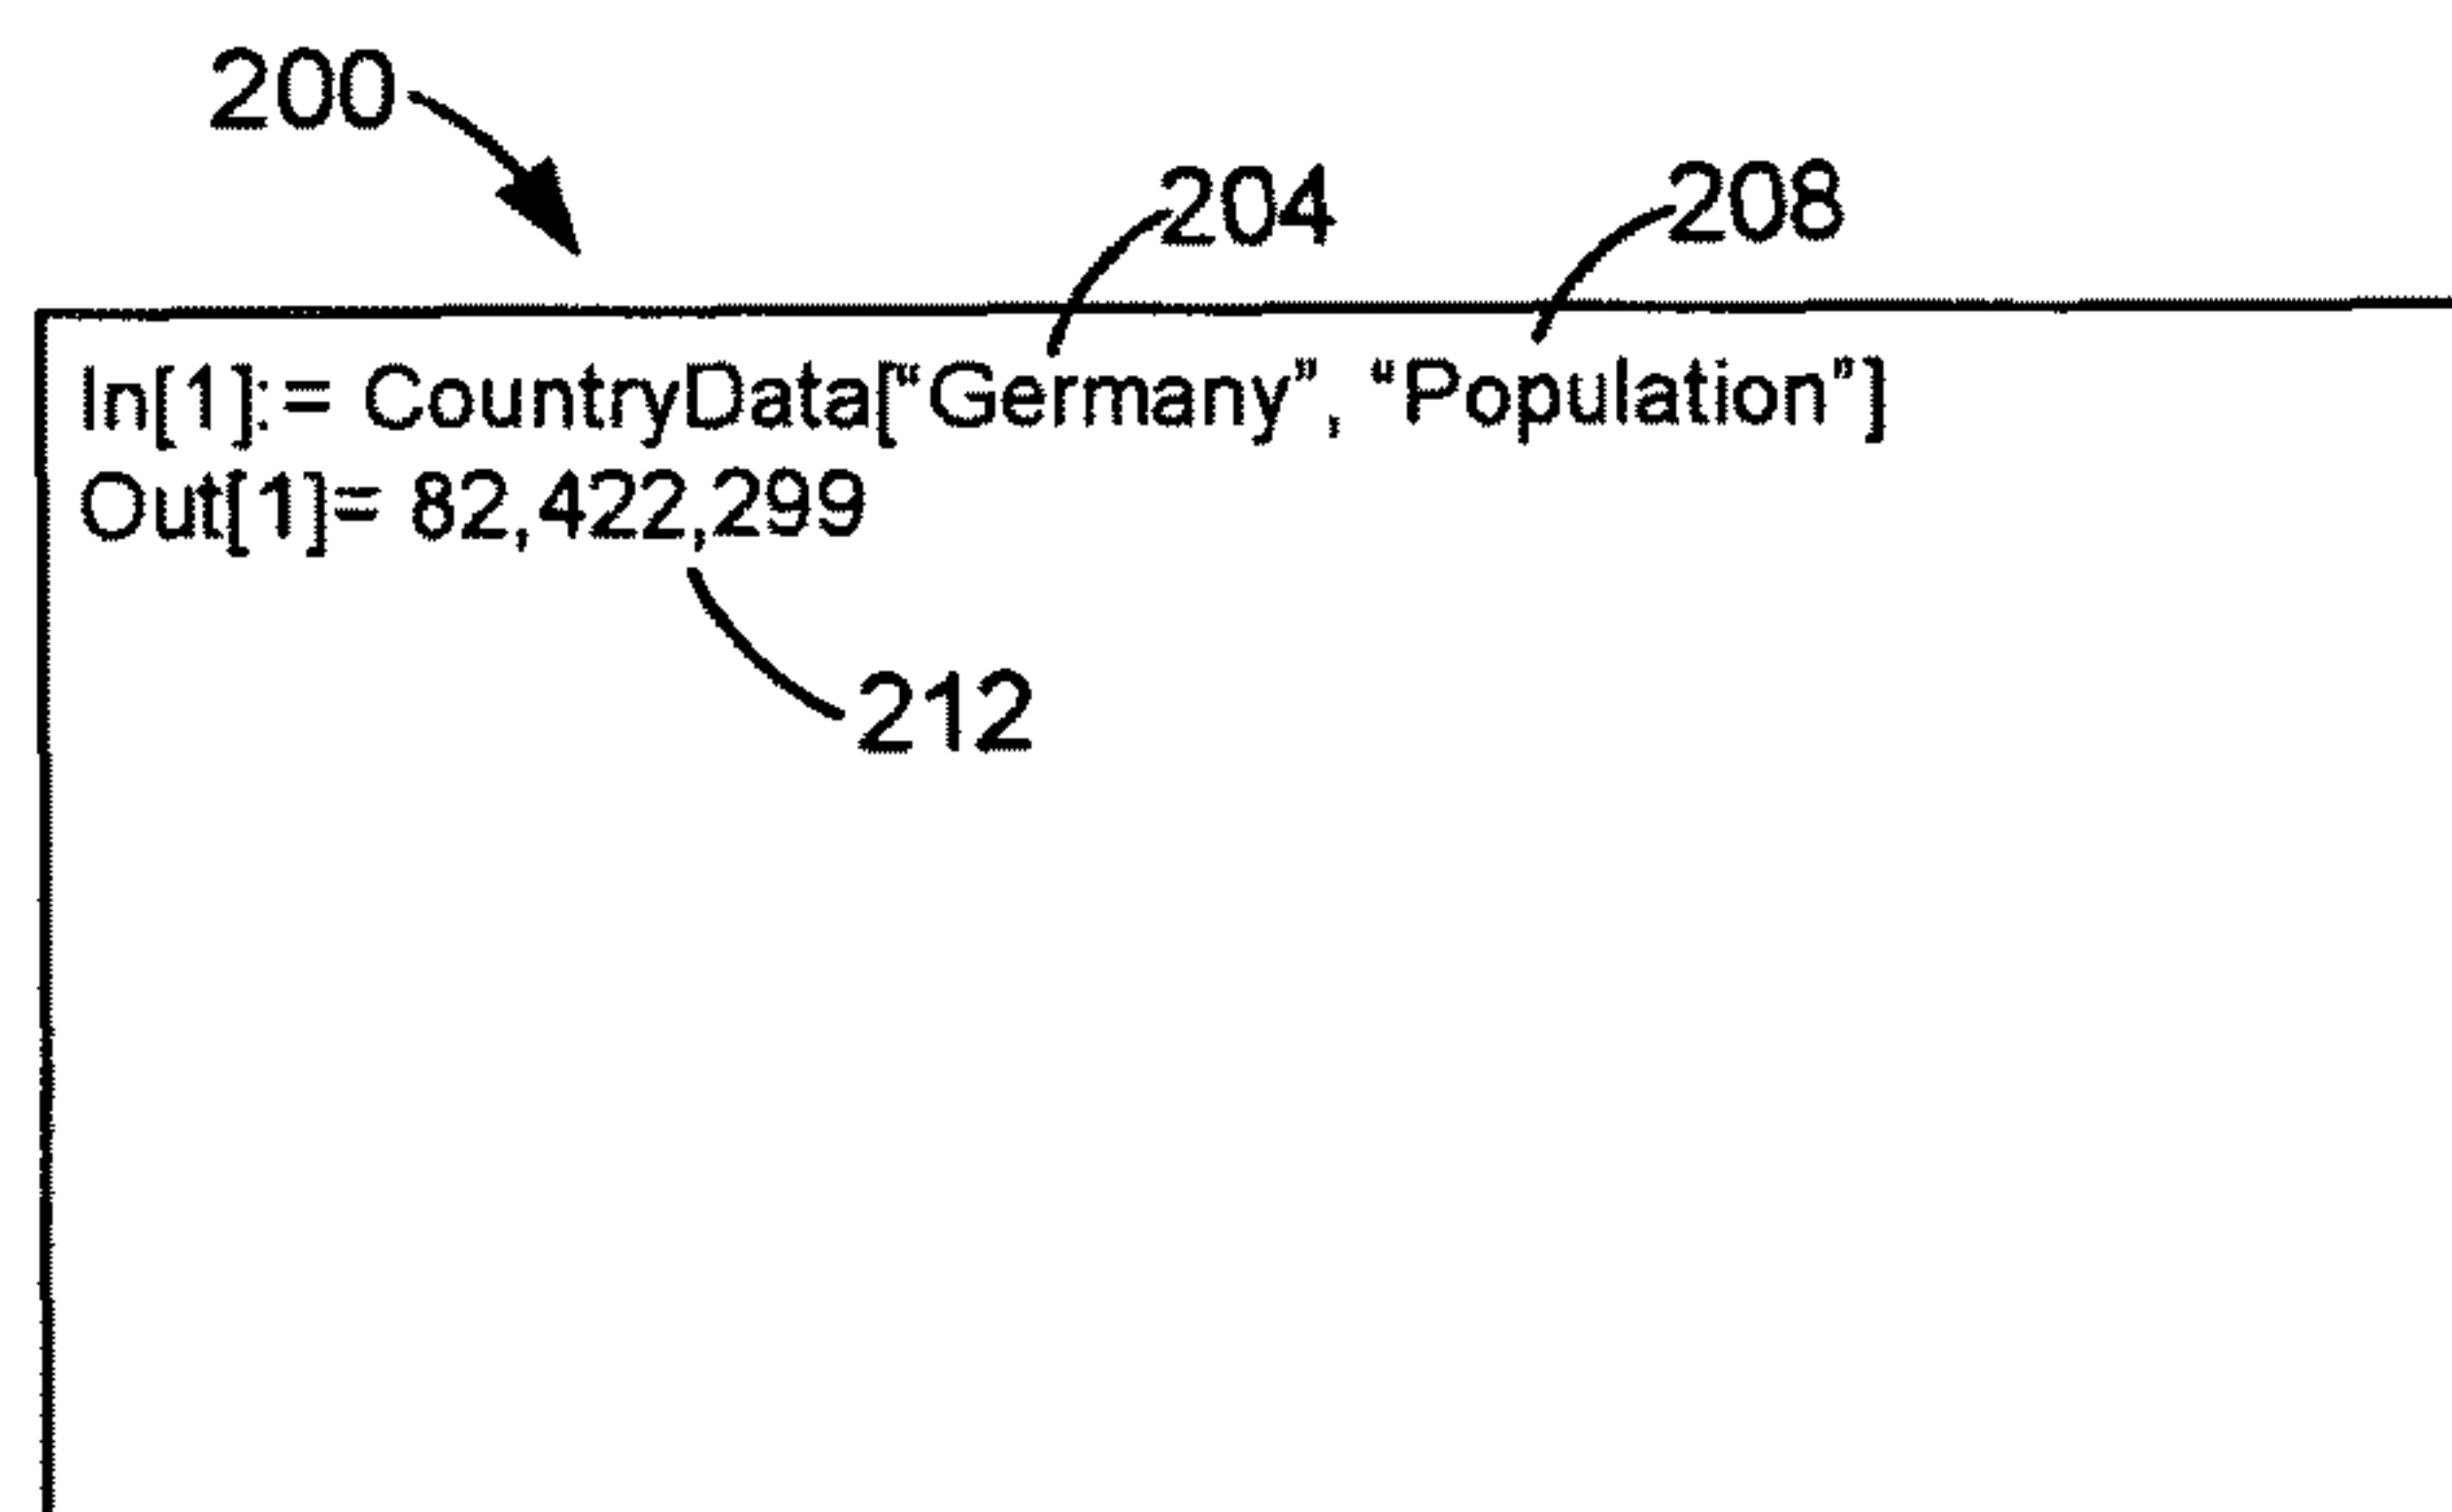 200
204 208
In[1]:= CountryData[“Germany”, “Population”]
Out[1]= 82,422,299
212